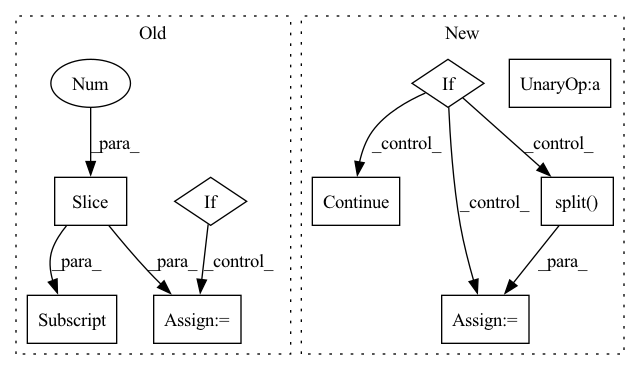 Old
New
Num
If
UnaryOp:a
_para_
_control_
_control_
_control_
Slice
If
Continue
split()
_para_
_para_
_control_
_para_
Subscript
Assign:=
Assign:=